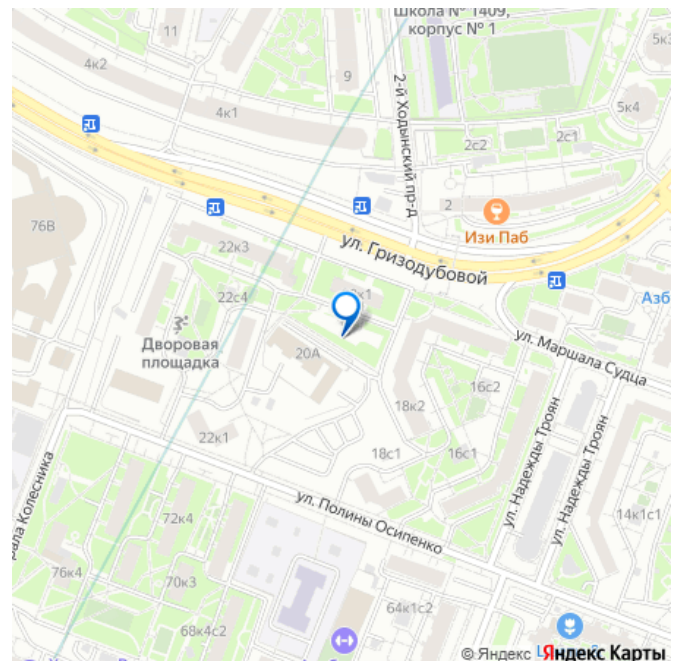 Школа № 1409,
корпус № 1
11
5к3
4к2
9
2-й Ходынский пр-д
4к1
5к4
2с2
2с1
76В
2
Изи Паб
ул. Гризодубовой
22к3
22с4
Азб
Дворовая
площадка
20А
ул. Маршала Судца
16с2
18к2
22к1
18с1
16с1
ул. Надежды Троян
ул. Надежды Троян
рала Колесника
ул. Полины Осипенко
72к4
14к1с1
76к4
70к3
64к1с2
68к4с2
© Яндекс Яндекс Карты